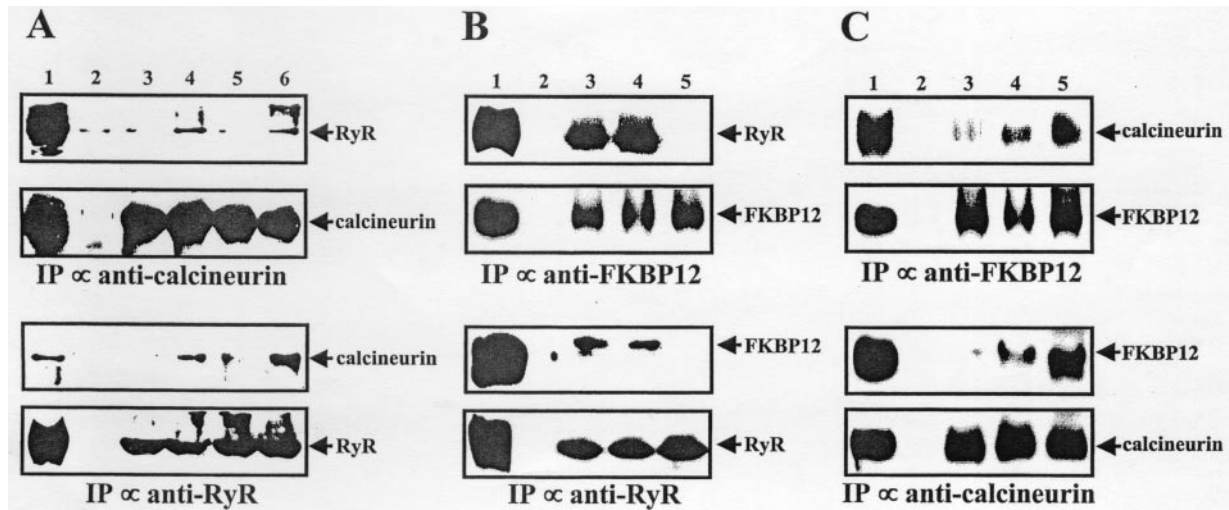 A
1 2 3 4 5 6
RyR
calcineurin
IP ∝ anti-calcineurin
calcineurin
RyR
IP ∝ anti-RyR
B
1 2 3 4 5
RyR
FKBP12
IP ∝ anti-FKBP12
FKBP12
RyR
IP ∝ anti-RyR
C
1 2 3 4 5
calcineurin
FKBP12
IP ∝ anti-FKBP12
FKBP12
calcineurin
IP ∝ anti-calcineurin